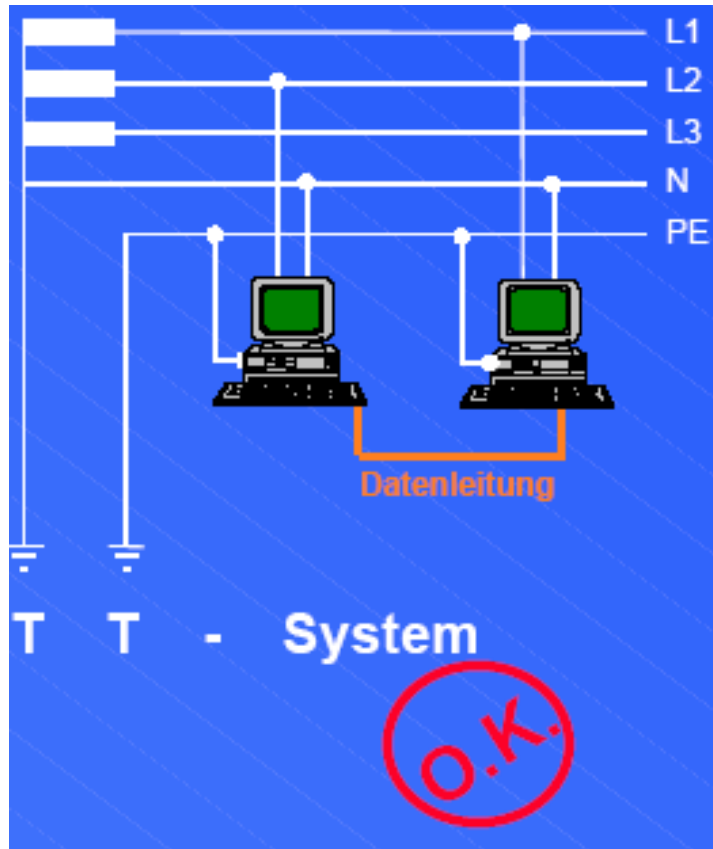 L1
L2
L3
N
PE
Datenleitung
T T - System
O.K.